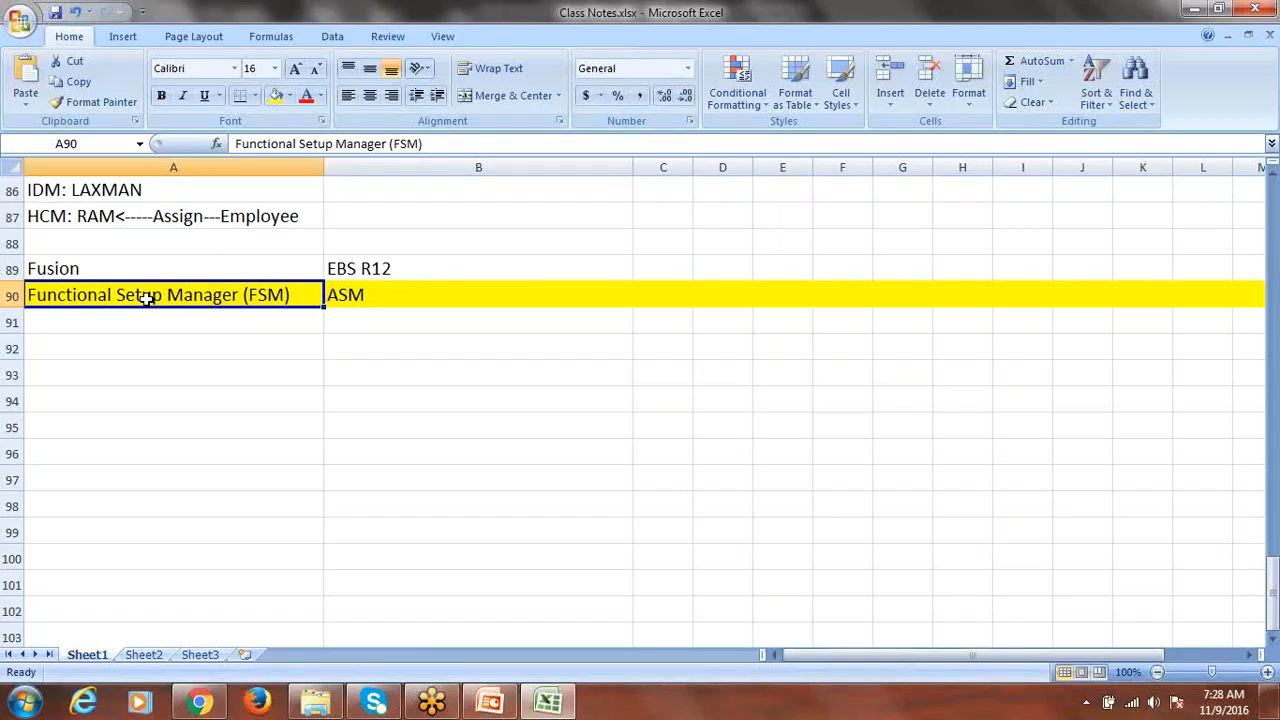 Class Notes.xlsx - Microsoft Excel
Home Insert Page Layout Formulas Data Review View
Paste
Cut
Copy
Format Painter
Clipboard
Calibri 16
B I U
Font
Wrap Text
Merge & Center
Alignment
General
$ % ,
Number
Conditional Formatting
Format as Table
Cell Styles
Styles
Insert Delete Format
Cells
Σ AutoSum
Fill
Clear
Sort & Filter
Find & Select
Editing
A90 fx Functional Setup Manager (FSM)
A B C D E F G H I J K L M
86 IDM: LAXMAN
87 HCM: RAM<-----Assign---Employee
88
89 Fusion EBS R12
90 Functional Setup Manager (FSM) ASM
91
92
93
94
95
96
97
98
99
100
101
102
103
Sheet1 Sheet2 Sheet3
Ready 100%
7:28 AM
11/9/2016